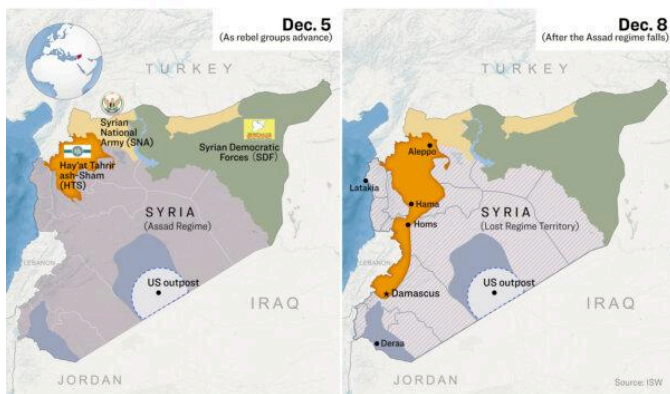 Dec. 5
(As rebel groups advance)
TURKEY
Syrian
National
Army (SNA)
Syrian Democratic
Forces (SDF)
Hay'at Tahrir
ash-Sham
(HTS)
SYRIA
(Assad Regime)
LEBANON
US outpost
IRAQ
JORDAN
Dec. 8
(After the Assad regime falls)
TURKEY
Aleppo
Latakia
Hama
SYRIA
(Lost Regime Territory)
Homs
LEBANON
US outpost
Damascus
IRAQ
Deraa
JORDAN
Source: ISW